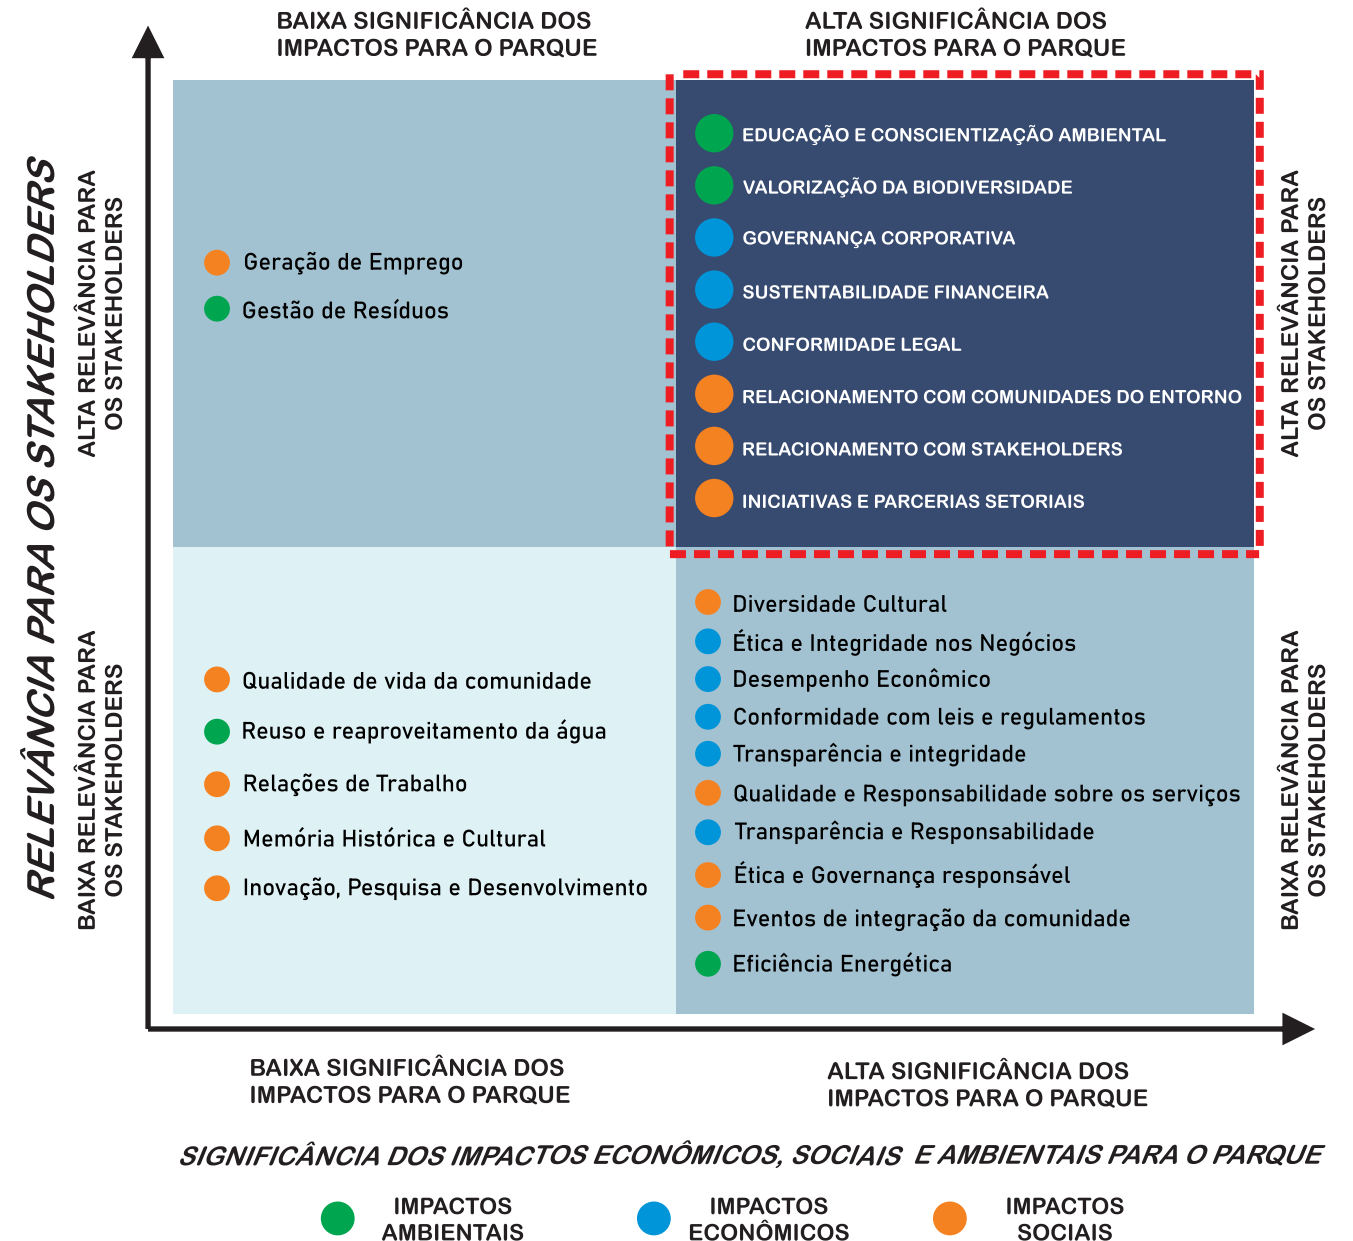 BAIXA SIGNIFICÂNCIA DOS
IMPACTOS PARA O PARQUE
ALTA SIGNIFICÂNCIA DOS
IMPACTOS PARA O PARQUE
RELEVÂNCIA PARA OS STAKEHOLDERS
ALTA RELEVÂNCIA PARA
OS STAKEHOLDERS
Geração de Emprego
Gestão de Resíduos
EDUCAÇÃO E CONSCIENTIZAÇÃO AMBIENTAL
VALORIZAÇÃO DA BIODIVERSIDADE
GOVERNANÇA CORPORATIVA
SUSTENTABILIDADE FINANCEIRA
CONFORMIDADE LEGAL
RELACIONAMENTO COM COMUNIDADES DO ENTORNO
RELACIONAMENTO COM STAKEHOLDERS
INICIATIVAS E PARCERIAS SETORIAIS
ALTA RELEVÂNCIA PARA
OS STAKEHOLDERS
BAIXA RELEVÂNCIA PARA
OS STAKEHOLDERS
Qualidade de vida da comunidade
Reuso e reaproveitamento da água
Relações de Trabalho
Memória Histórica e Cultural
Inovação, Pesquisa e Desenvolvimento
Diversidade Cultural
Ética e Integridade nos Negócios
Desempenho Econômico
Conformidade com leis e regulamentos
Transparência e integridade
Qualidade e Responsabilidade sobre os serviços
Transparência e Responsabilidade
Ética e Governança responsável
Eventos de integração da comunidade
Eficiência Energética
BAIXA RELEVÂNCIA PARA
OS STAKEHOLDERS
BAIXA SIGNIFICÂNCIA DOS
IMPACTOS PARA O PARQUE
ALTA SIGNIFICÂNCIA DOS
IMPACTOS PARA O PARQUE
SIGNIFICÂNCIA DOS IMPACTOS ECONÔMICOS, SOCIAIS E AMBIENTAIS PARA O PARQUE
IMPACTOS
AMBIENTAIS
IMPACTOS
ECONÔMICOS
IMPACTOS
SOCIAIS